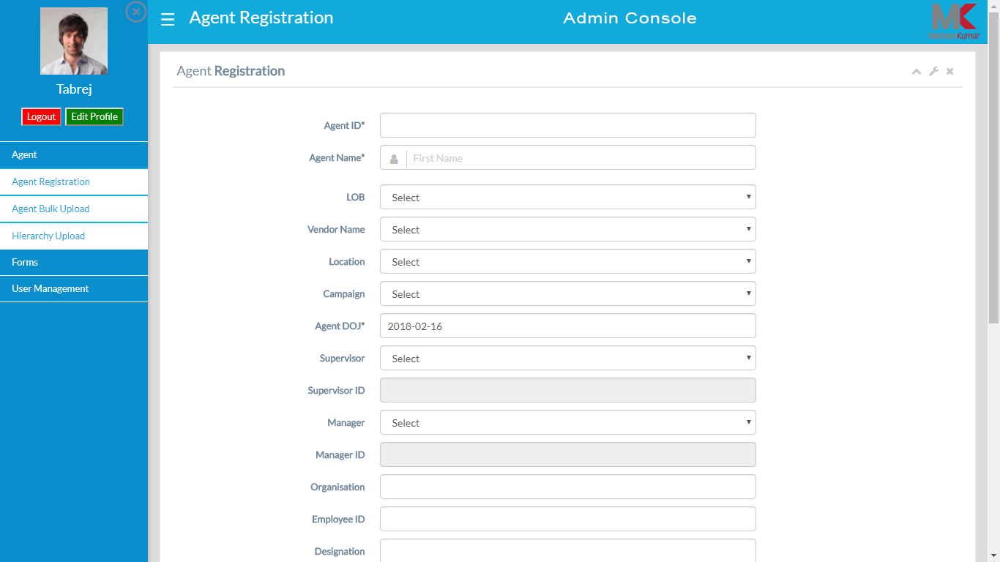 Agent Registration
Admin Console
MK
Kumar
Tabrej
Logout
Edit Profile
Agent
Agent Registration
Agent Bulk Upload
Hierarchy Upload
Forms
User Management
Agent Registration
Agent ID*
Agent Name*
First Name
LOB
Select
Vendor Name
Select
Location
Select
Campaign
Select
Agent DOJ*
2018-02-16
Supervisor
Select
Supervisor ID
Manager
Select
Manager ID
Organisation
Employee ID
Designation